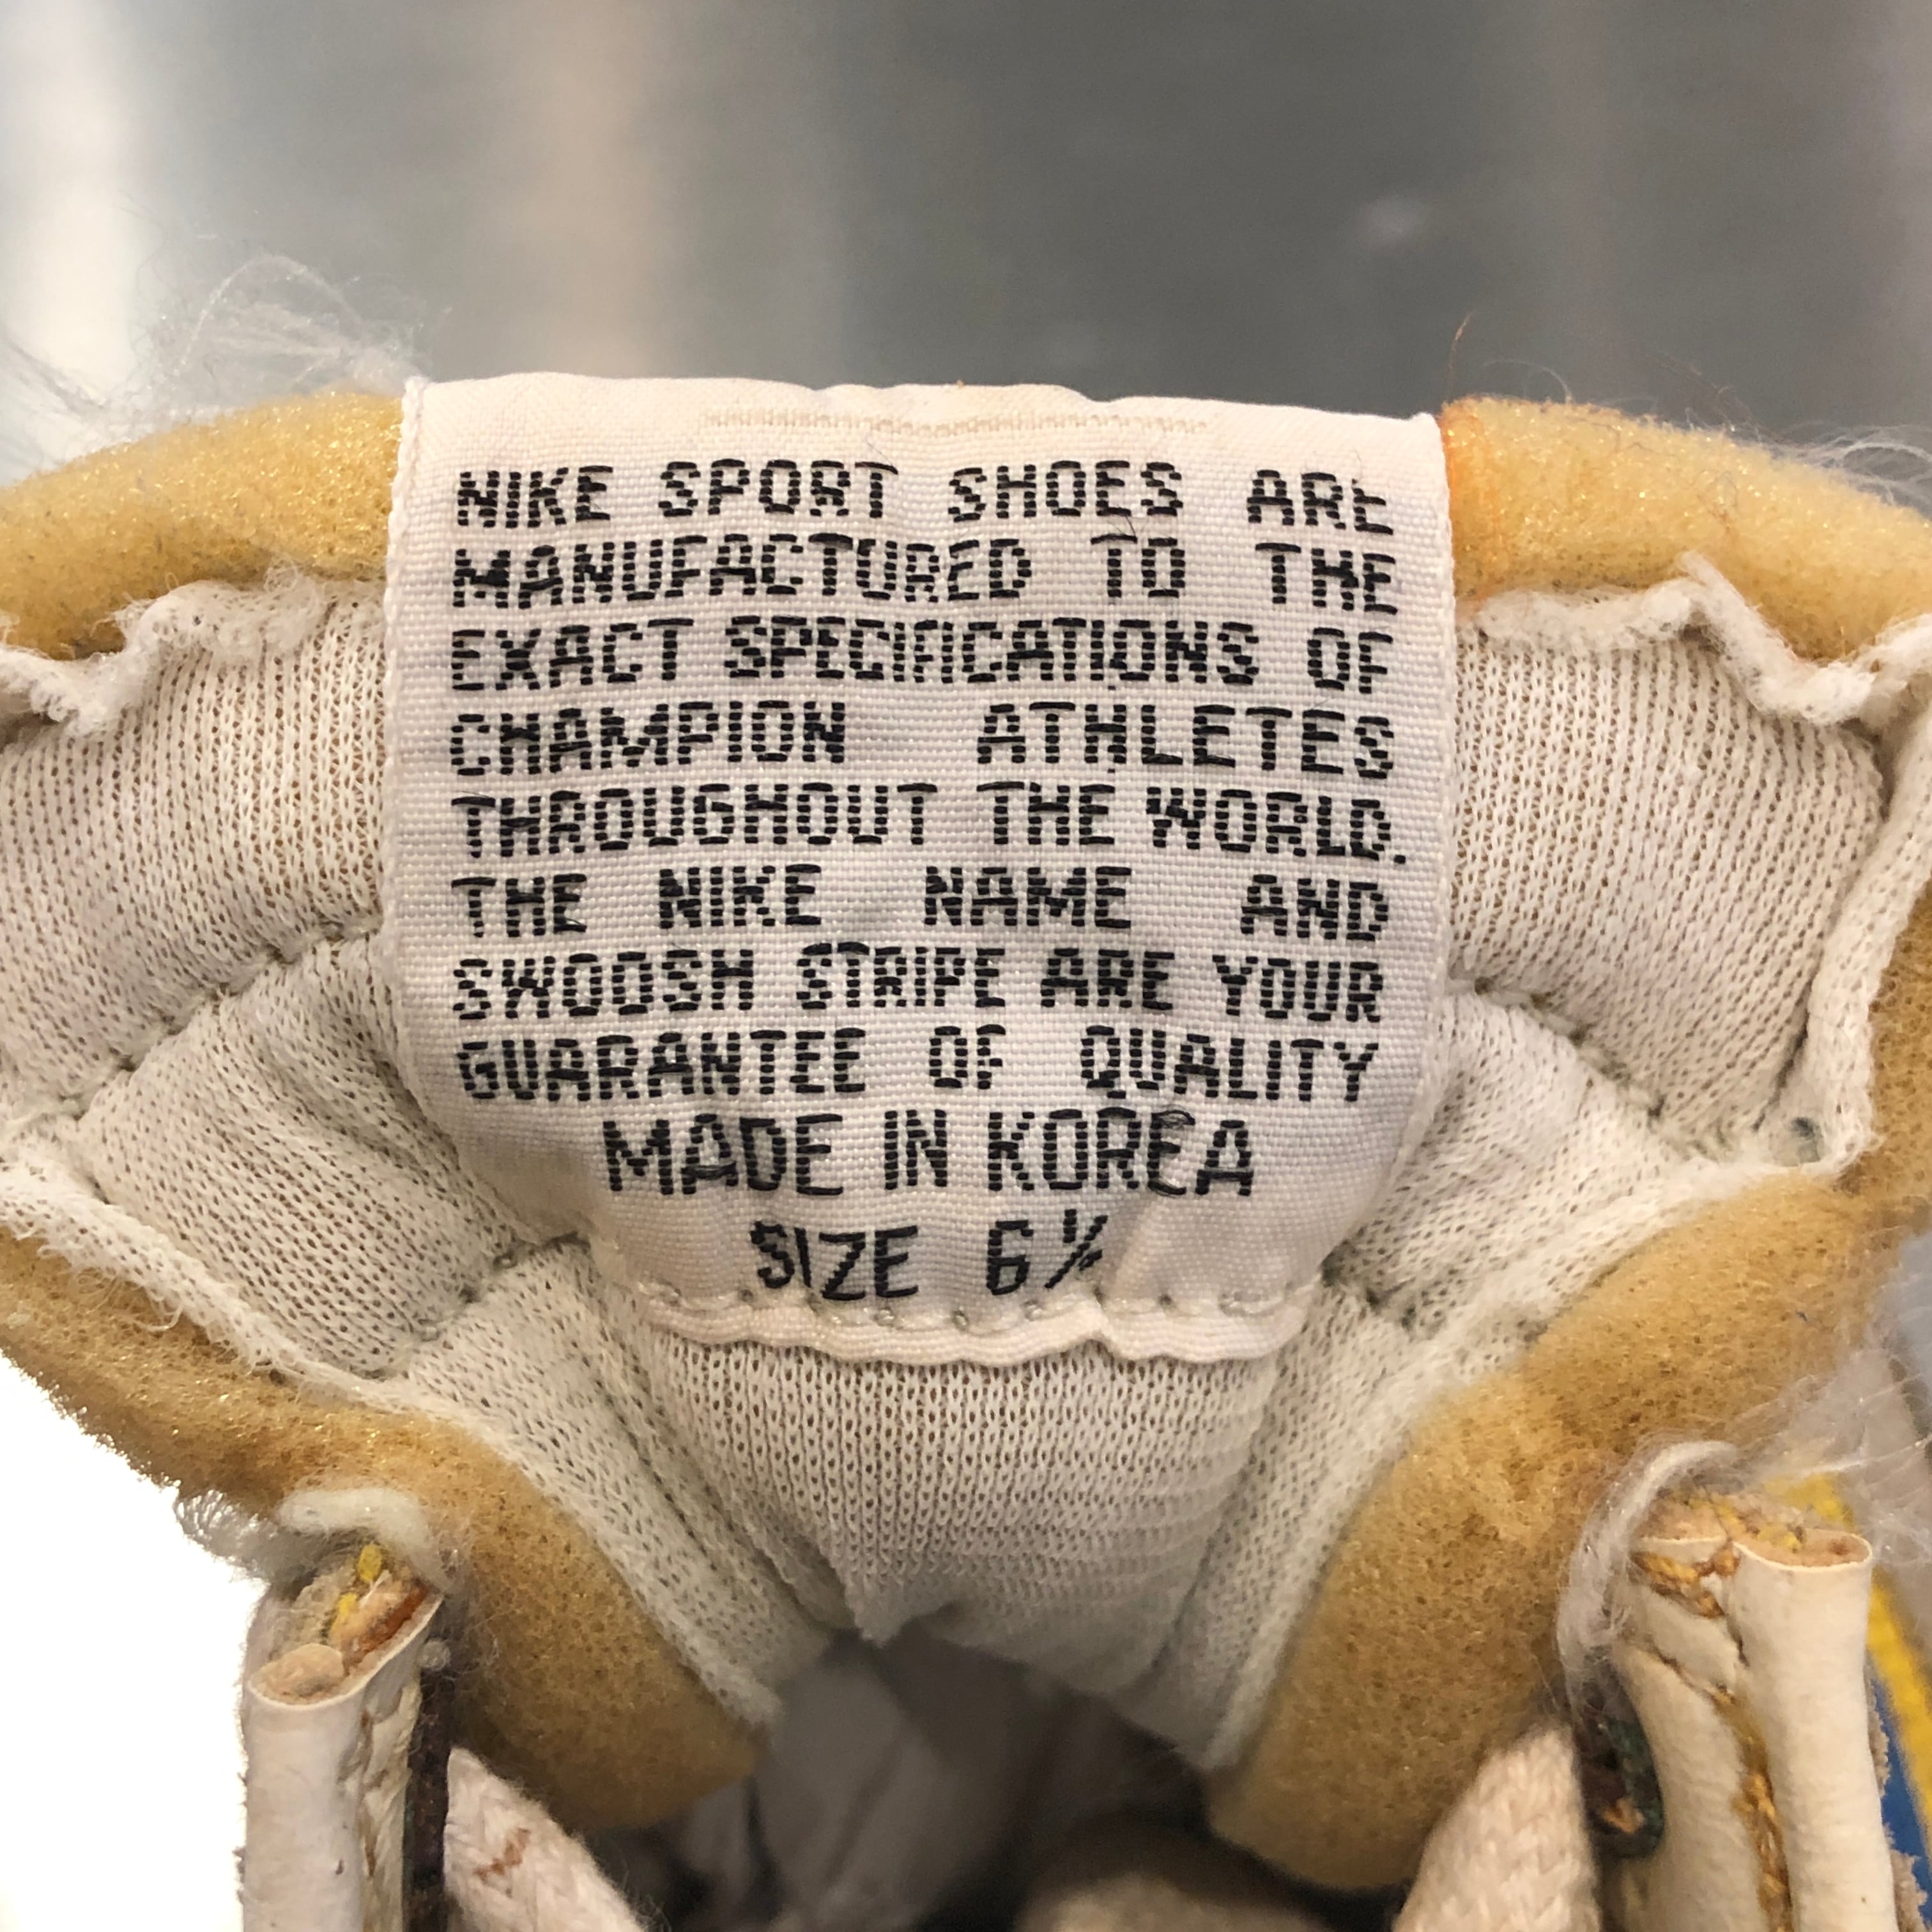 NIKE SPORT SHOES ARE
MANUFACTURED TO THE
EXACT SPECIFICATIONS OF
CHAMPION ATHLETES
THROUGHOUT THE WORLD.
THE NIKE NAME AND
SWOOSH STRIPE ARE YOUR
GUARANTEE OF QUALITY
MADE IN KOREA
SIZE 6½